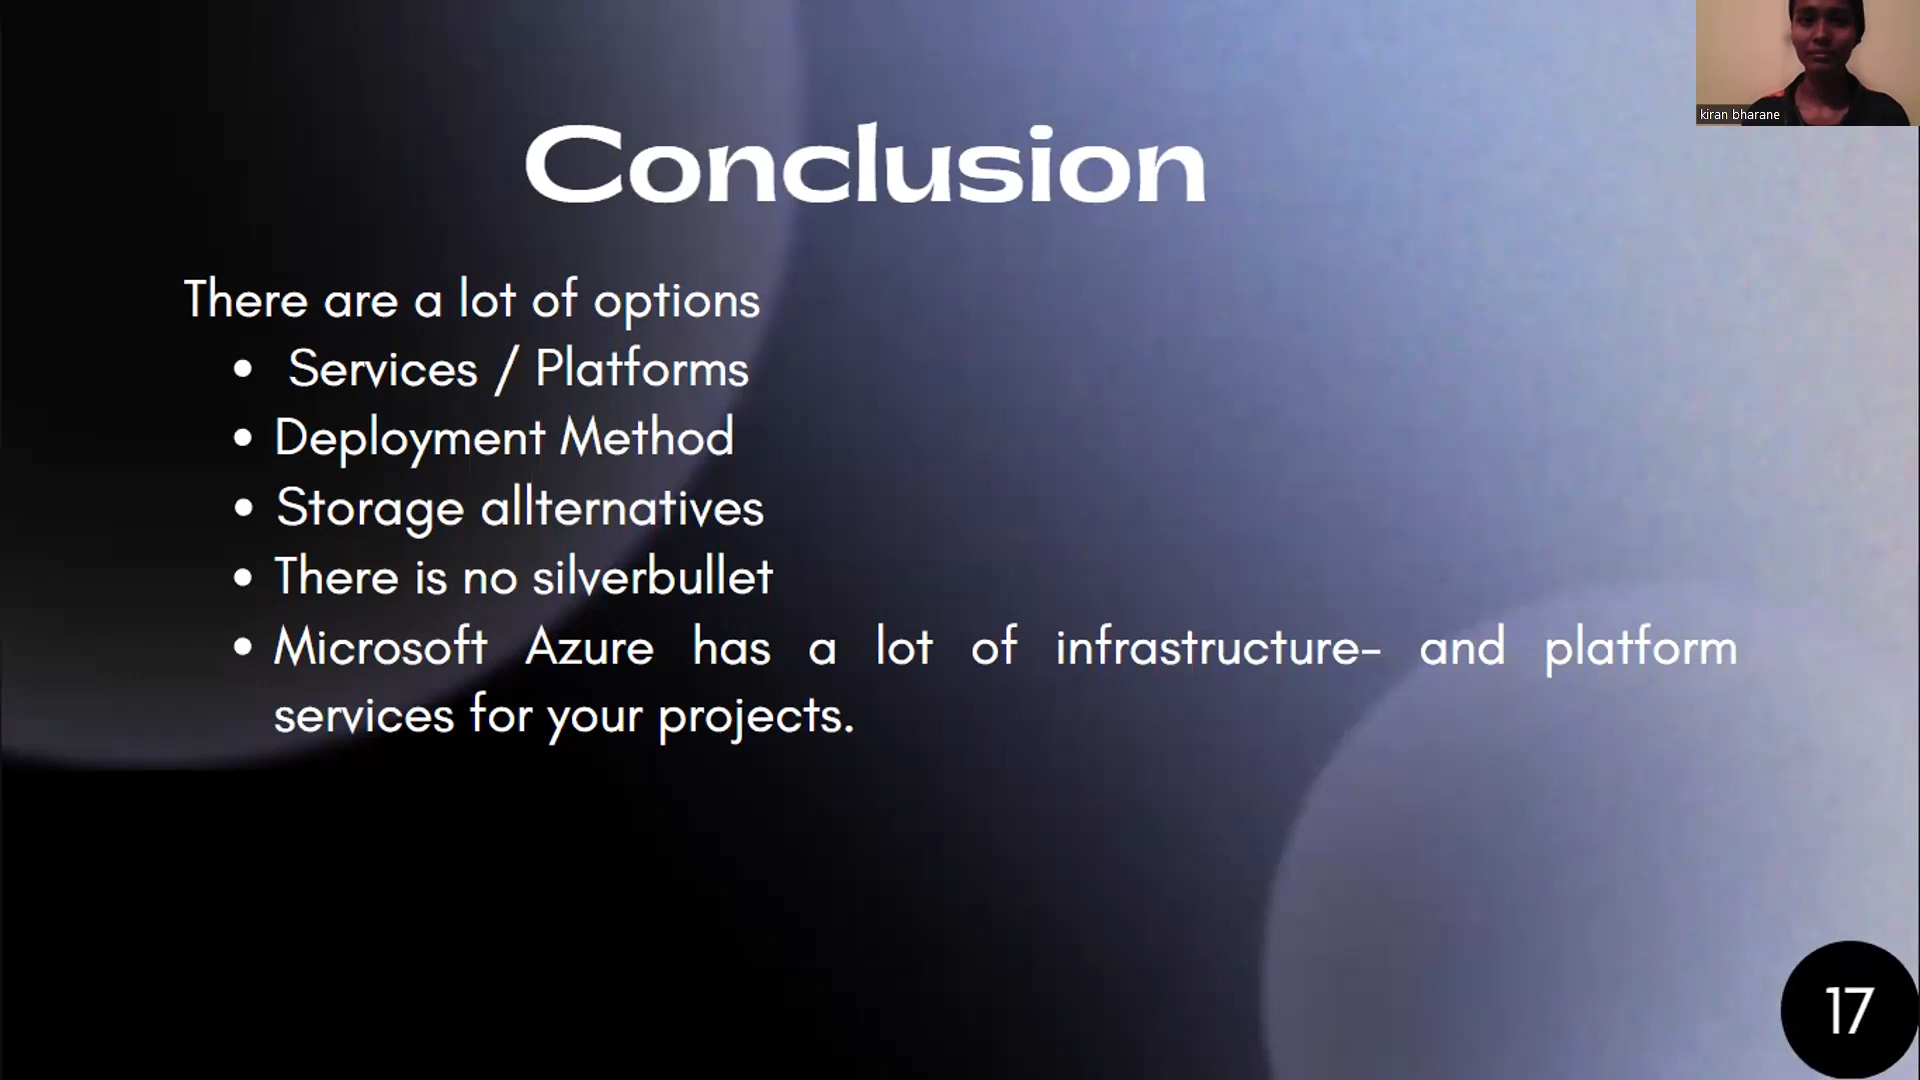 kiran bharane
Conclusion
There are a lot of options
• Services / Platforms
• Deployment Method
• Storage allternatives
• There is no silverbullet
• Microsoft Azure has a lot of infrastructure- and platform
services for your projects.
17